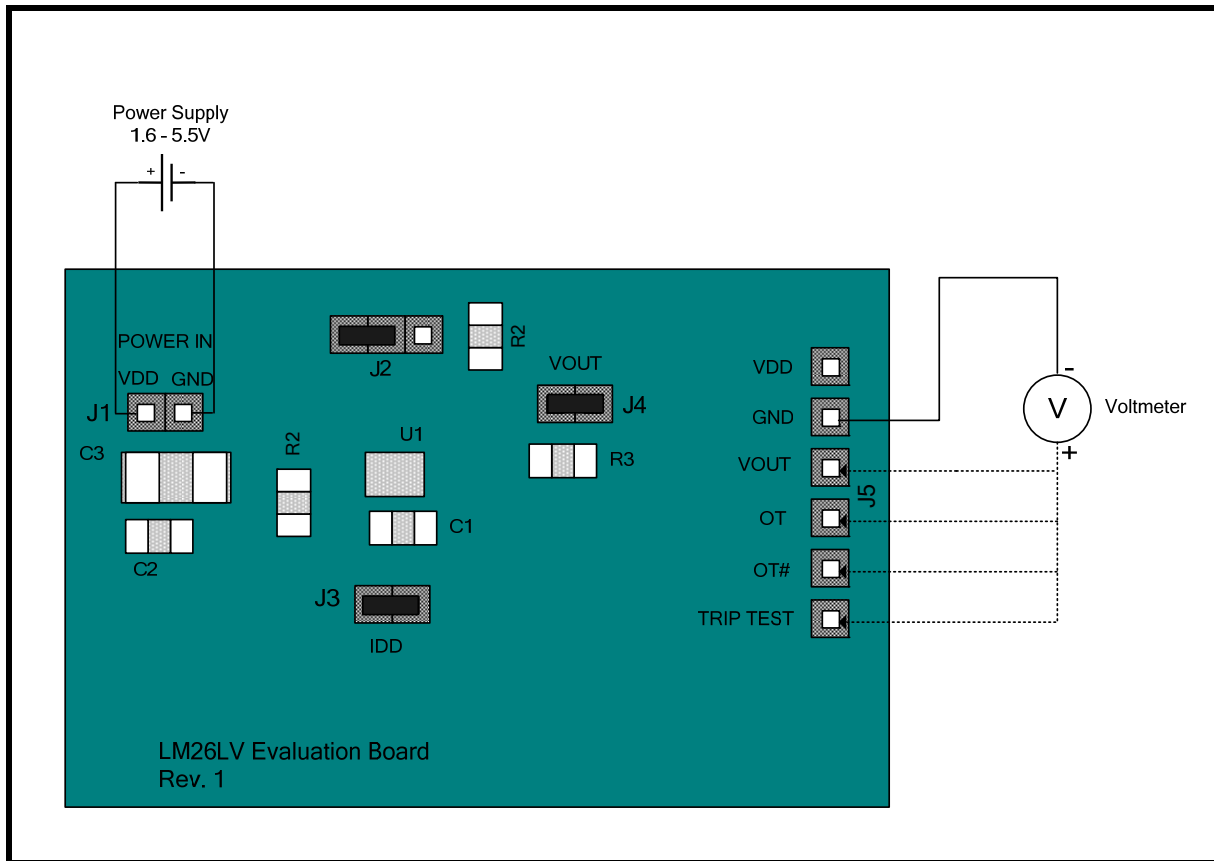 Power Supply
1.6 - 5.5V
+ -
POWER IN
VDD GND
J1
C3
C2
J2
R2
VOUT
J4
R3
R2
U1
C1
J3
IDD
VDD
GND
VOUT
OT
OT#
TRIP TEST
J5
-
V
Voltmeter
+
LM26LV Evaluation Board
Rev. 1